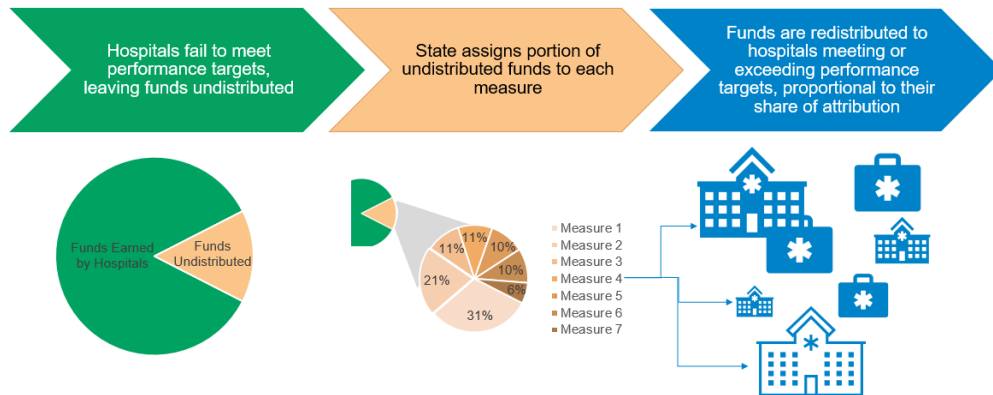 Hospitals fail to meet
performance targets,
leaving funds undistributed
State assigns portion of
undistributed funds to each
measure
Funds are redistributed to
hospitals meeting or
exceeding performance
targets, proportional to their
share of attribution
Funds Earned
by Hospitals
Funds
Undistributed
11%
11%
10%
10%
6%
21%
31%
Measure 1
Measure 2
Measure 3
Measure 4
Measure 5
Measure 6
Measure 7